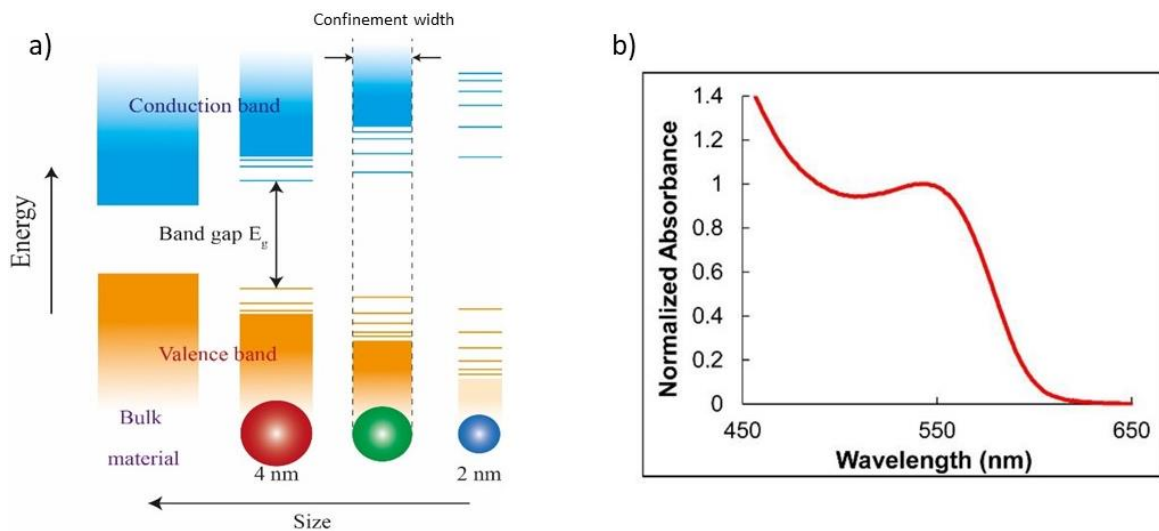 a)
Confinement width
Conduction band
Energy
Band gap Eg
Valence band
Bulk
material
4 nm
2 nm
Size
b)
Normalized Absorbance
1.4
1.2
1
0.8
0.6
0.4
0.2
0
450
550
650
Wavelength (nm)